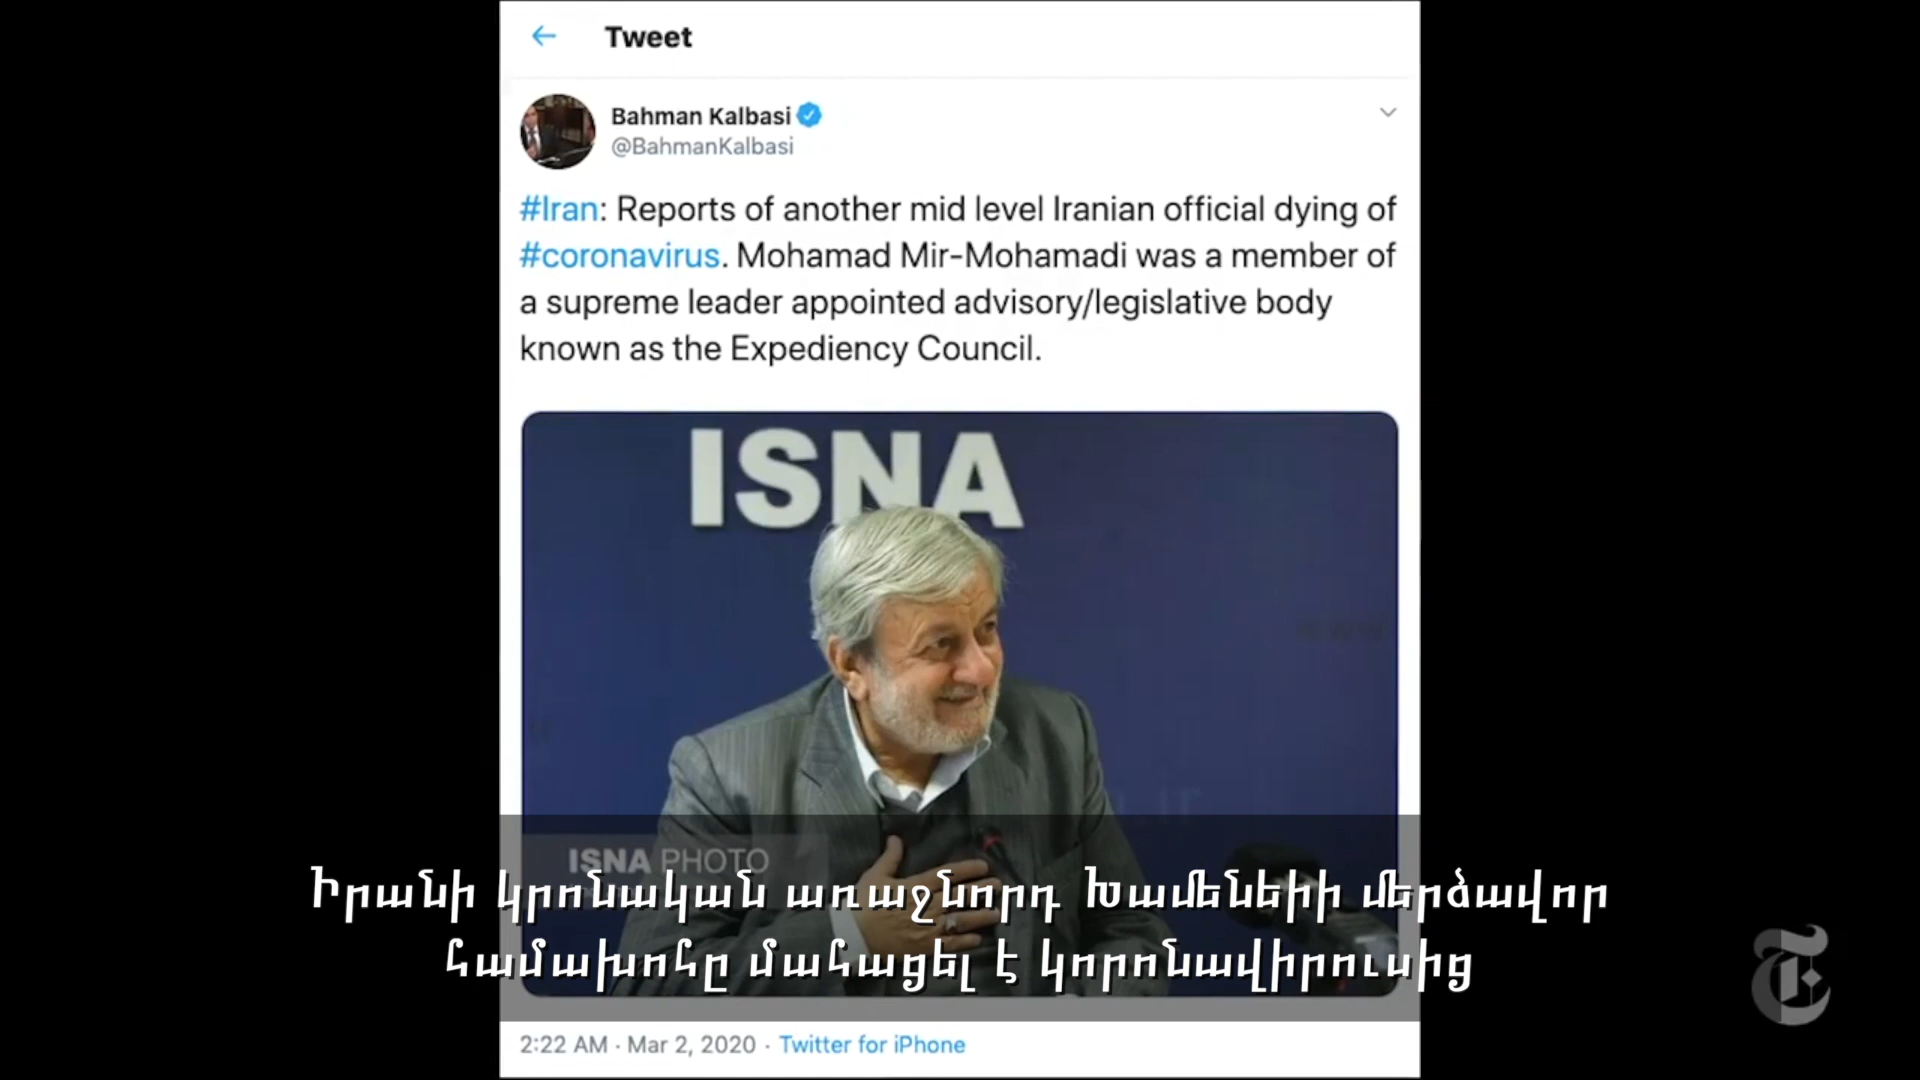 Tweet
Bahman Kalbasi
@BahmanKalbasi
#Iran: Reports of another mid level Iranian official dying of
#coronavirus. Mohamad Mir-Mohamadi was a member of
a supreme leader appointed advisory/legislative body
known as the Expediency Council.
ISNA
ISNA PHOTO
Իրանի կրոնական առաջնորդ Խամենեիի մերձավոր
համախոհը մահացել է կորոնավիրուսից
2:22 AM · Mar 2, 2020 · Twitter for iPhone